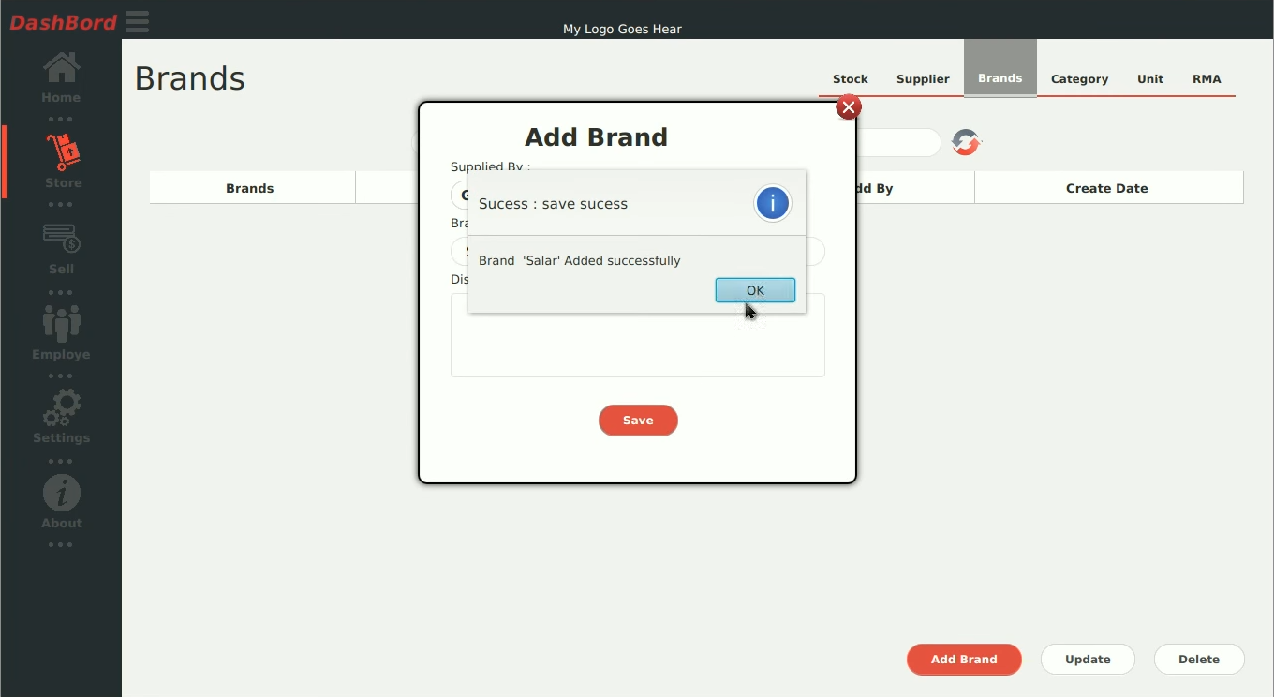 DashBord
My Logo Goes Hear
Home
Store
Sell
Employe
Settings
About
Brands
Stock
Supplier
Brands
Category
Unit
RMA
Brands
dd By
Create Date
Add Brand
Supplied By :
Sucess : save sucess
Brand 'Salar' Added successfully
OK
Save
Add Brand
Update
Delete